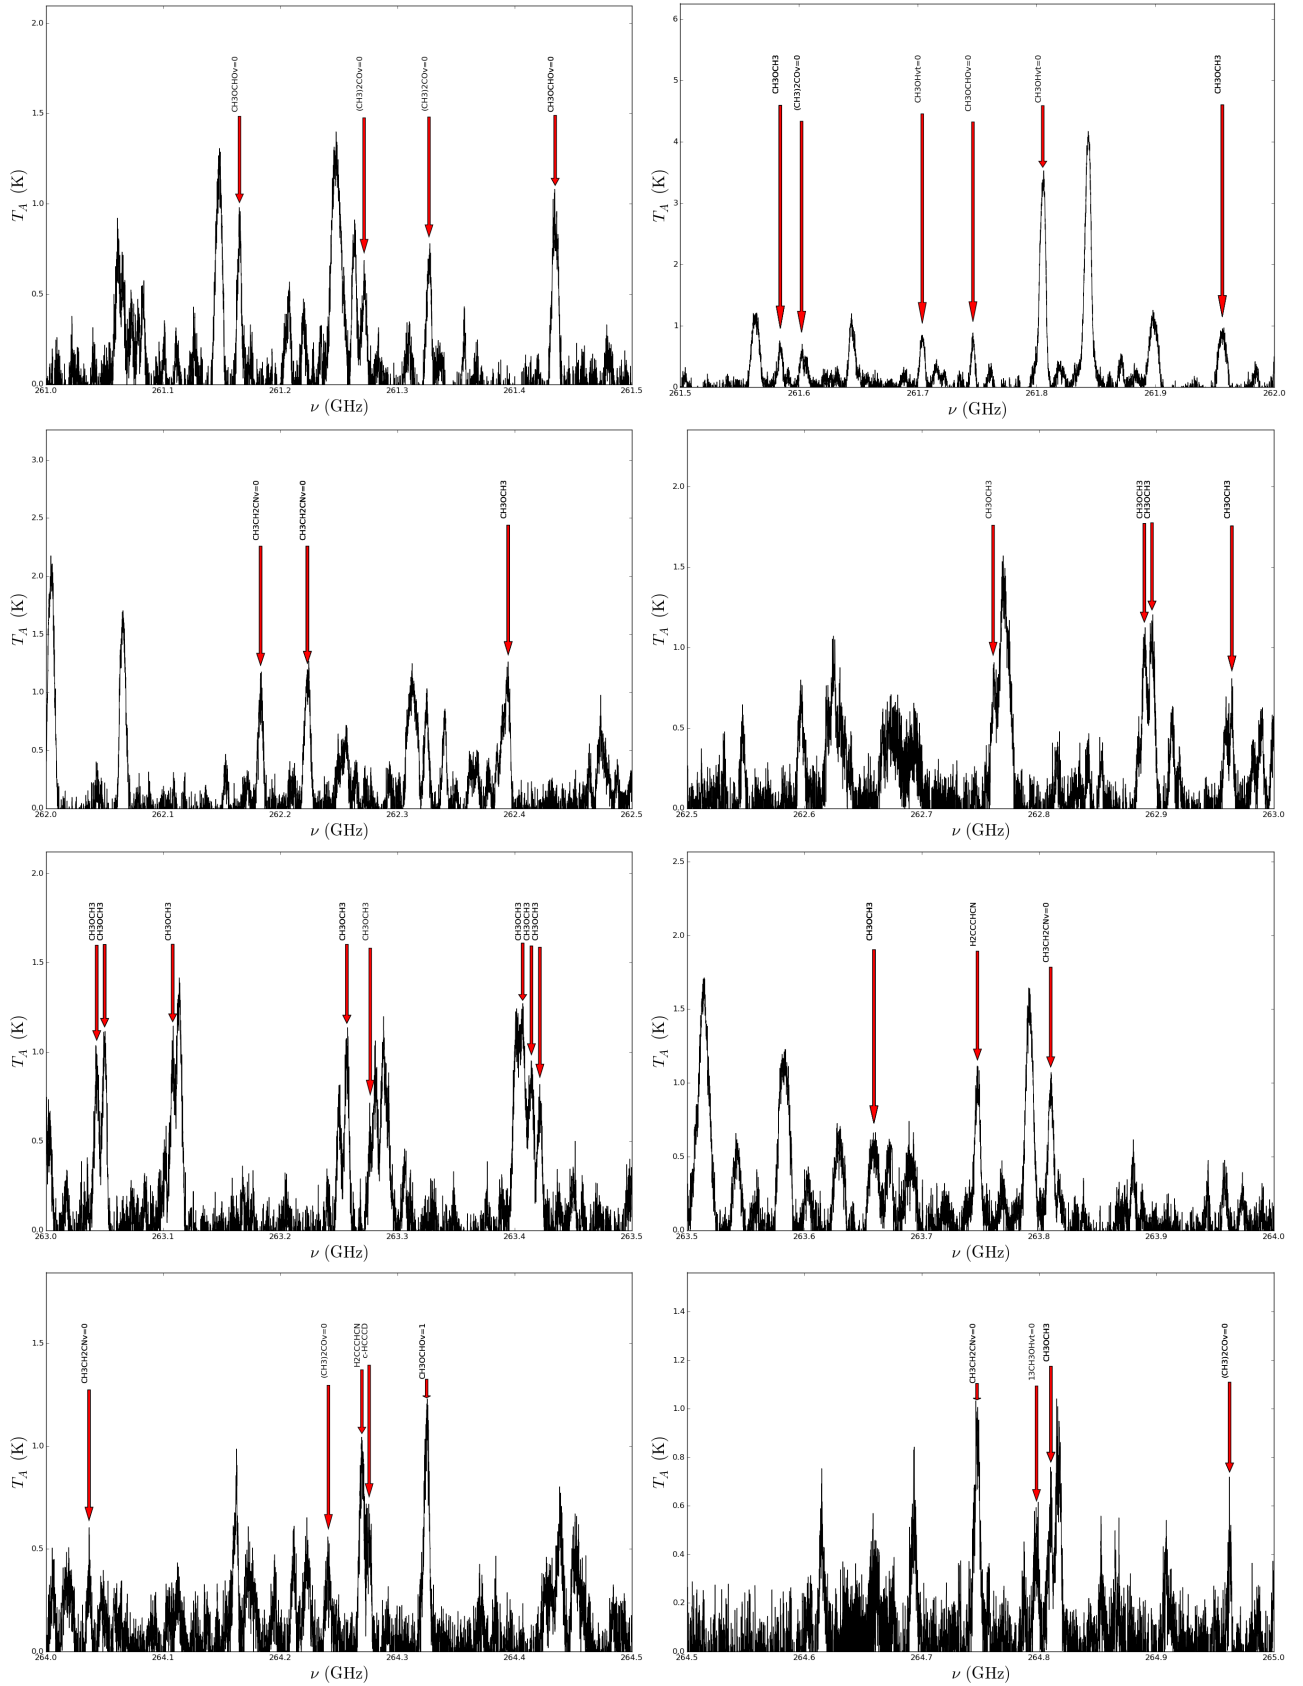 CH3OCHOv=0
(CH3)2COv=0
(CH3)2COv=0
CH3OCHOv=0
2.0
1.5
1.0
0.5
0.0
T_A (K)
261.0 261.1 261.2 261.3 261.4 261.5
ν (GHz)
CH3OCH3
(CH3)2COv=0
CH3OHvt=0
CH3OCHOv=0
CH3OHvt=0
CH3OCH3
6
5
4
3
2
1
0
T_A (K)
261.5 261.6 261.7 261.8 261.9 262.0
ν (GHz)
CH3CH2CNv=0
CH3CH2CNv=0
CH3OCH3
3.0
2.5
2.0
1.5
1.0
0.5
0.0
T_A (K)
262.0 262.1 262.2 262.3 262.4 262.5
ν (GHz)
CH3OCH3
CH3OCH3
CH3OCH3
CH3OCH3
2.0
1.5
1.0
0.5
0.0
T_A (K)
262.5 262.6 262.7 262.8 262.9 263.0
ν (GHz)
CH3OCH3
CH3OCH3
CH3OCH3
CH3OCH3
CH3OCH3
CH3OCH3
CH3OCH3
CH3OCH3
2.0
1.5
1.0
0.5
0.0
T_A (K)
263.0 263.1 263.2 263.3 263.4 263.5
ν (GHz)
CH3OCH3
H2CCCHCN
CH3CH2CNv=0
2.5
2.0
1.5
1.0
0.5
0.0
T_A (K)
263.5 263.6 263.7 263.8 263.9 264.0
ν (GHz)
CH3CH2CNv=0
(CH3)2COv=0
H2CCCHCN
c-HCCCD
CH3OCHOv=1
1.5
1.0
0.5
0.0
T_A (K)
264.0 264.1 264.2 264.3 264.4 264.5
ν (GHz)
CH3CH2CNv=0
13CH3OHvt=0
CH3OCH3
(CH3)2COv=0
1.4
1.2
1.0
0.8
0.6
0.4
0.2
0.0
T_A (K)
264.5 264.6 264.7 264.8 264.9 265.0
ν (GHz)